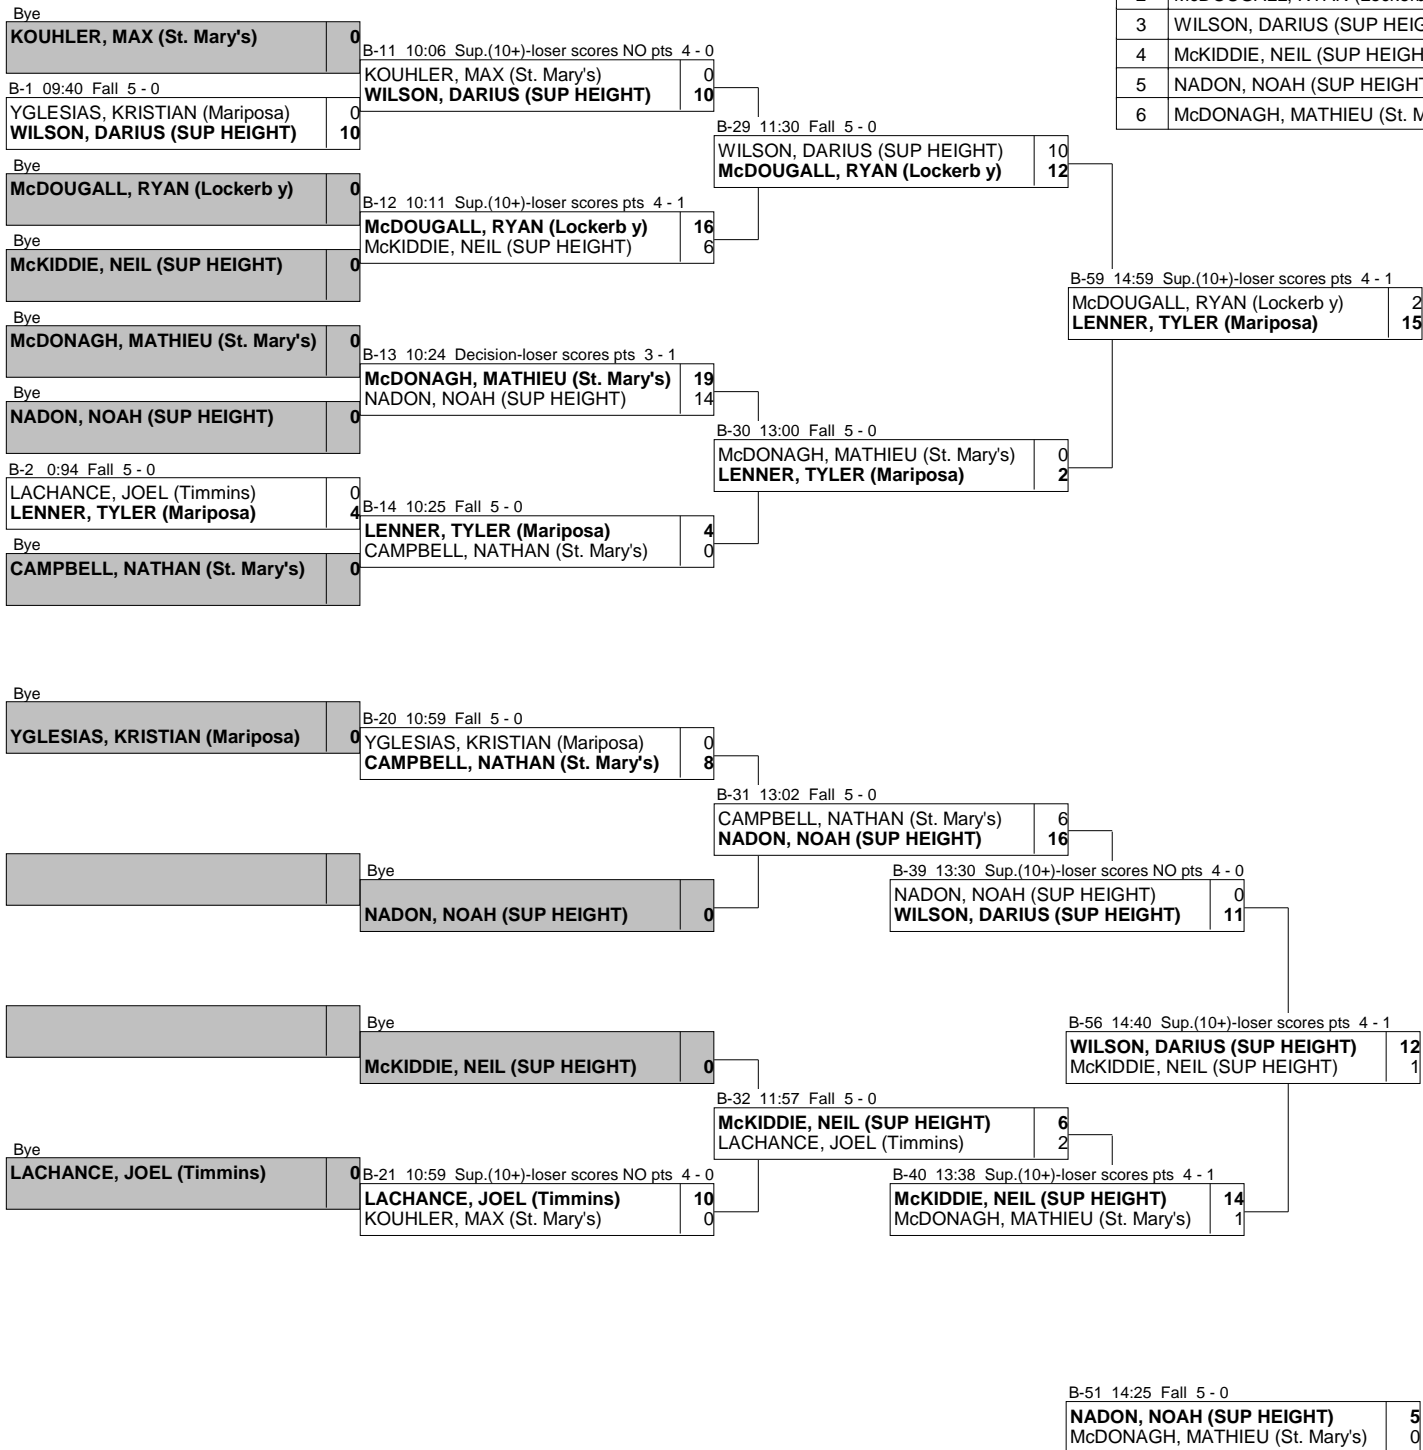 2 McDOUGALL, RYAN (Lockerb
3 WILSON, DARIUS (SUP HEIG
4 McKIDDIE, NEIL (SUP HEIGH
5 NADON, NOAH (SUP HEIGHT
6 McDONAGH, MATHIEU (St. M
Bye
KOUHLER, MAX (St. Mary's) 0
B-1 09:40 Fall 5 - 0
YGLESIAS, KRISTIAN (Mariposa) 0
WILSON, DARIUS (SUP HEIGHT) 10
Bye
McDOUGALL, RYAN (Lockerb y) 0
Bye
McKIDDIE, NEIL (SUP HEIGHT) 0
Bye
McDONAGH, MATHIEU (St. Mary's) 0
Bye
NADON, NOAH (SUP HEIGHT) 0
B-2 0:94 Fall 5 - 0
LACHANCE, JOEL (Timmins) 0
LENNER, TYLER (Mariposa) 4
Bye
CAMPBELL, NATHAN (St. Mary's) 0
B-11 10:06 Sup.(10+)-loser scores NO pts 4 - 0
KOUHLER, MAX (St. Mary's) 0
WILSON, DARIUS (SUP HEIGHT) 10
B-12 10:11 Sup.(10+)-loser scores pts 4 - 1
McDOUGALL, RYAN (Lockerb y) 16
McKIDDIE, NEIL (SUP HEIGHT) 6
B-13 10:24 Decision-loser scores pts 3 - 1
McDONAGH, MATHIEU (St. Mary's) 19
NADON, NOAH (SUP HEIGHT) 14
B-14 10:25 Fall 5 - 0
LENNER, TYLER (Mariposa) 4
CAMPBELL, NATHAN (St. Mary's) 0
B-29 11:30 Fall 5 - 0
WILSON, DARIUS (SUP HEIGHT) 10
McDOUGALL, RYAN (Lockerb y) 12
B-30 13:00 Fall 5 - 0
McDONAGH, MATHIEU (St. Mary's) 0
LENNER, TYLER (Mariposa) 2
B-59 14:59 Sup.(10+)-loser scores pts 4 - 1
McDOUGALL, RYAN (Lockerb y) 2
LENNER, TYLER (Mariposa) 15
Bye
YGLESIAS, KRISTIAN (Mariposa) 0
Bye
LACHANCE, JOEL (Timmins) 0
B-20 10:59 Fall 5 - 0
YGLESIAS, KRISTIAN (Mariposa) 0
CAMPBELL, NATHAN (St. Mary's) 8
Bye
NADON, NOAH (SUP HEIGHT) 0
Bye
McKIDDIE, NEIL (SUP HEIGHT) 0
B-21 10:59 Sup.(10+)-loser scores NO pts 4 - 0
LACHANCE, JOEL (Timmins) 10
KOUHLER, MAX (St. Mary's) 0
B-31 13:02 Fall 5 - 0
CAMPBELL, NATHAN (St. Mary's) 6
NADON, NOAH (SUP HEIGHT) 16
B-32 11:57 Fall 5 - 0
McKIDDIE, NEIL (SUP HEIGHT) 6
LACHANCE, JOEL (Timmins) 2
B-39 13:30 Sup.(10+)-loser scores NO pts 4 - 0
NADON, NOAH (SUP HEIGHT) 0
WILSON, DARIUS (SUP HEIGHT) 11
B-40 13:38 Sup.(10+)-loser scores pts 4 - 1
McKIDDIE, NEIL (SUP HEIGHT) 14
McDONAGH, MATHIEU (St. Mary's) 1
B-56 14:40 Sup.(10+)-loser scores pts 4 - 1
WILSON, DARIUS (SUP HEIGHT) 12
McKIDDIE, NEIL (SUP HEIGHT) 1
B-51 14:25 Fall 5 - 0
NADON, NOAH (SUP HEIGHT) 5
McDONAGH, MATHIEU (St. Mary's) 0